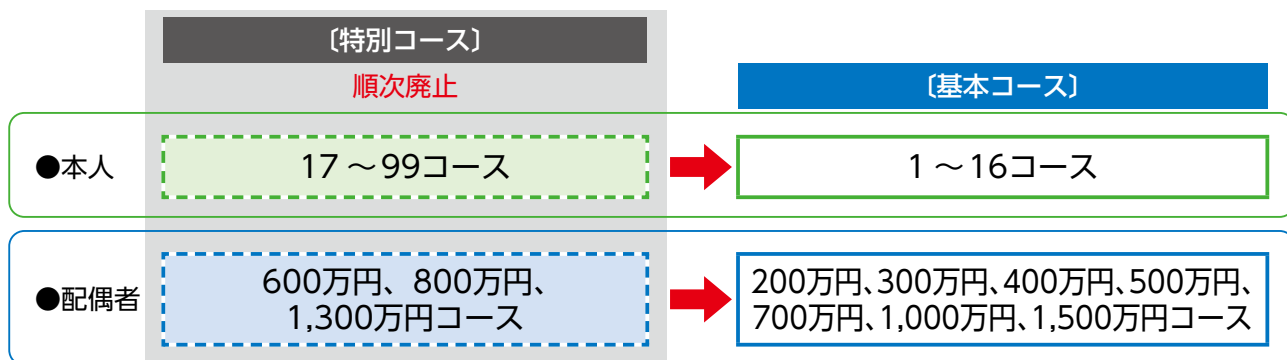 〔特別コース〕
順次廃止
〔基本コース〕
●本人
17～99コース
1～16コース
●配偶者
600万円、800万円、
1,300万円コース
200万円、300万円、400万円、500万円、
700万円、1,000万円、1,500万円コース